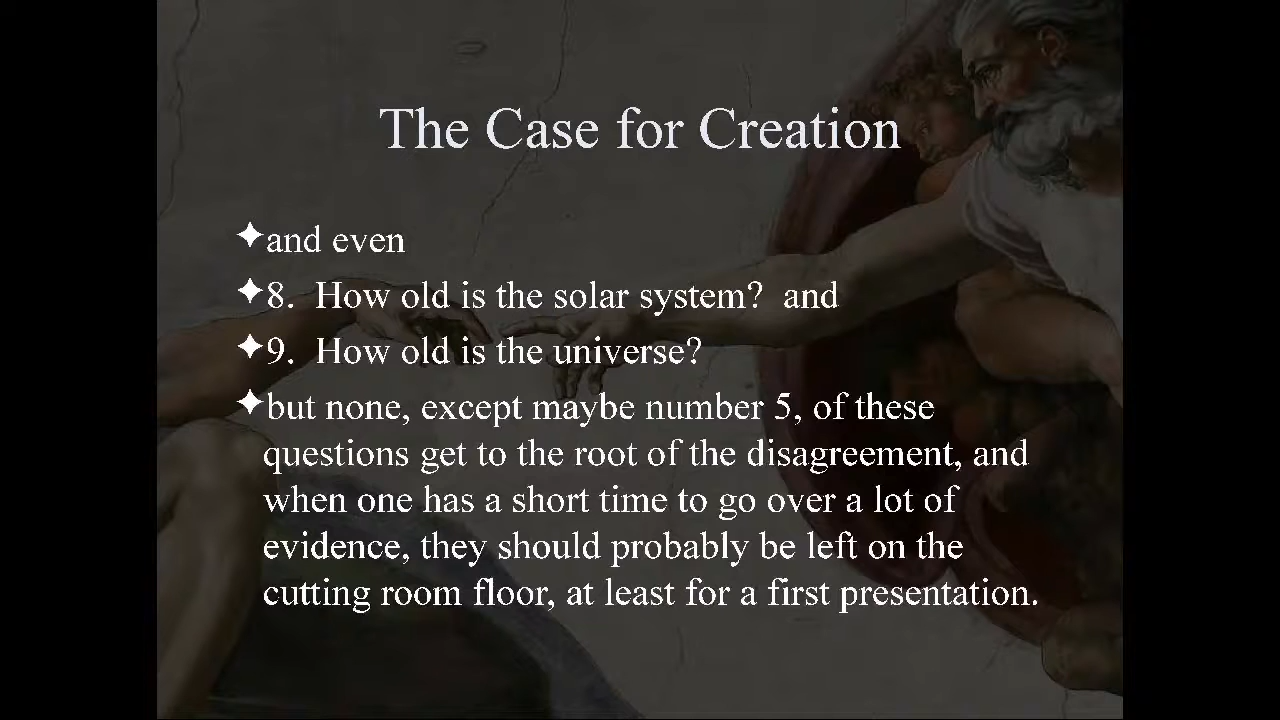 The Case for Creation
✦and even
✦8.  How old is the solar system?  and
✦9.  How old is the universe?
✦but none, except maybe number 5, of these
questions get to the root of the disagreement, and
when one has a short time to go over a lot of
evidence, they should probably be left on the
cutting room floor, at least for a first presentation.